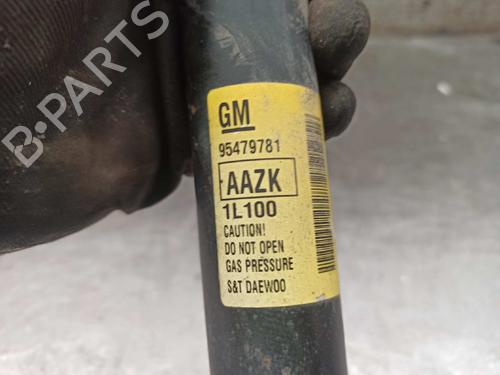 B-PARTS
GM
95479781
AAZK
1L100
CAUTION!
DO NOT OPEN
GAS PRESSURE
S&T DAEWOO